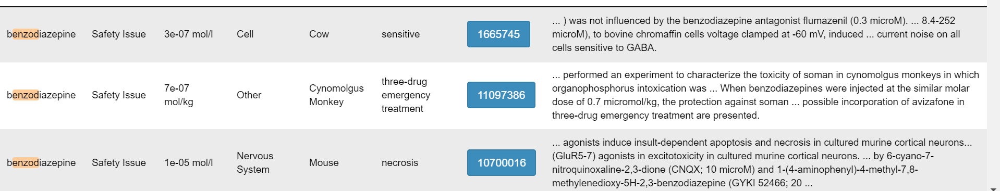 benzodiazepine Safety Issue 3e-07 mol/l Cell Cow sensitive 1665745
... ) was not influenced by the benzodiazepine antagonist flumazenil (0.3 microM). ... 8.4-252
microM), to bovine chromaffin cells voltage clamped at -60 mV, induced ... current noise on all
cells sensitive to GABA.
benzodiazepine Safety Issue
7e-07
mol/kg
Other
Cynomolgus
Monkey
three-drug
emergency
treatment
11097386
... performed an experiment to characterize the toxicity of soman in cynomolgus monkeys in which
organophosphorus intoxication was ... When benzodiazepines were injected at the similar molar
dose of 0.7 micromol/kg, the protection against soman ... possible incorporation of avizafone in
three-drug emergency treatment are presented.
benzodiazepine Safety Issue 1e-05 mol/l
Nervous
System
Mouse necrosis 10700016
... agonists induce insult-dependent apoptosis and necrosis in cultured murine cortical neurons...
(GluR5-7) agonists in excitotoxicity in cultured murine cortical neurons. ... by 6-cyano-7-
nitroquinoxaline-2,3-dione (CNQX; 10 microM) and 1-(4-aminophenyl)-4-methyl-7,8-
methylenedioxy-5H-2,3-benzodiazepine (GYKI 52466; 20 ...